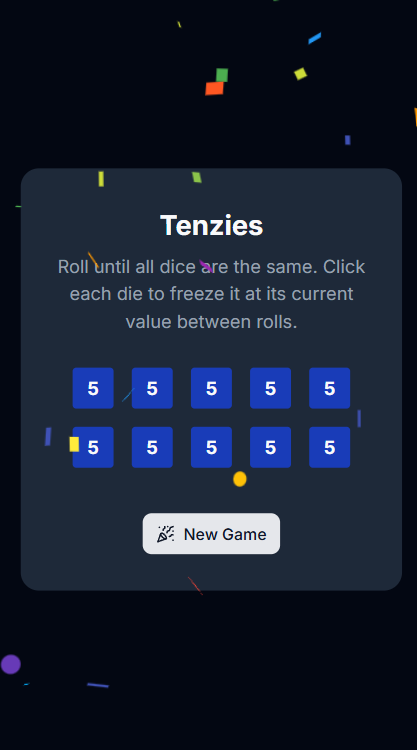 Tenzies
Roll until all dice are the same. Click
each die to freeze it at its current
value between rolls.
5 5 5 5 5
5 5 5 5 5
New Game